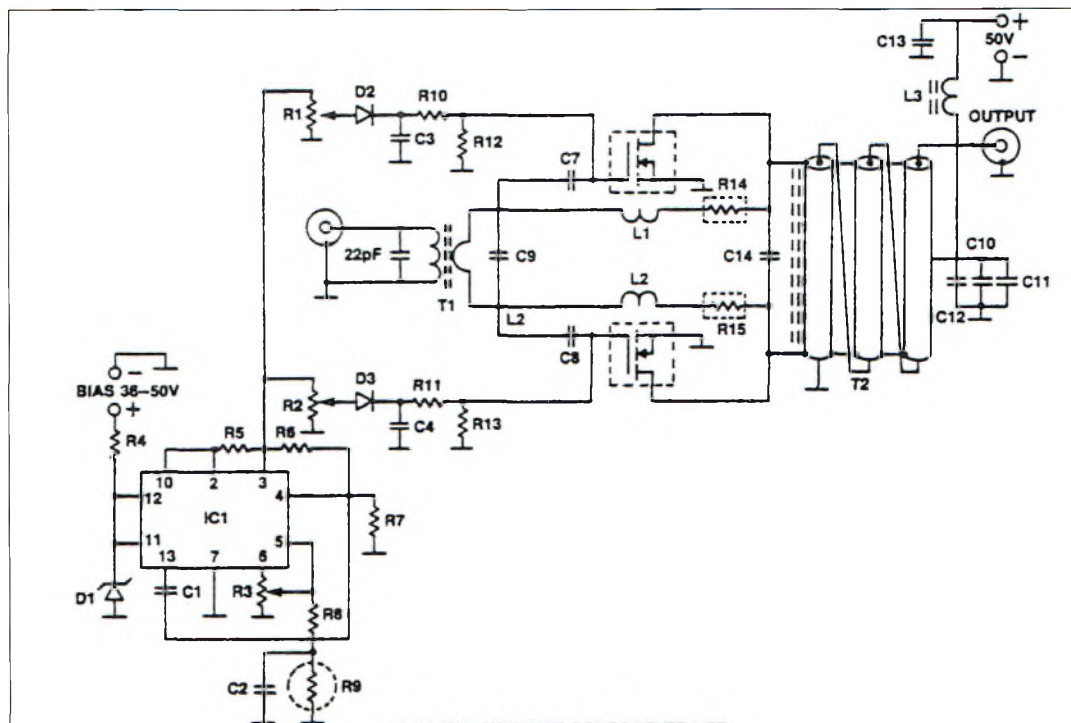 C13
+
50V
-
L3
OUTPUT
D2
R10
R1
C3
R12
C7
R14
L1
22pF
T1
C9
C14
L2
R15
L2
C8
C10
C12
C11
T2
-
BIAS 36–50V
+
D3
R11
R2
C4
R13
R4
R5
R6
10
2
3
12
4
IC1
R7
11
5
13
7
6
D1
C1
R3
R8
C2
R9